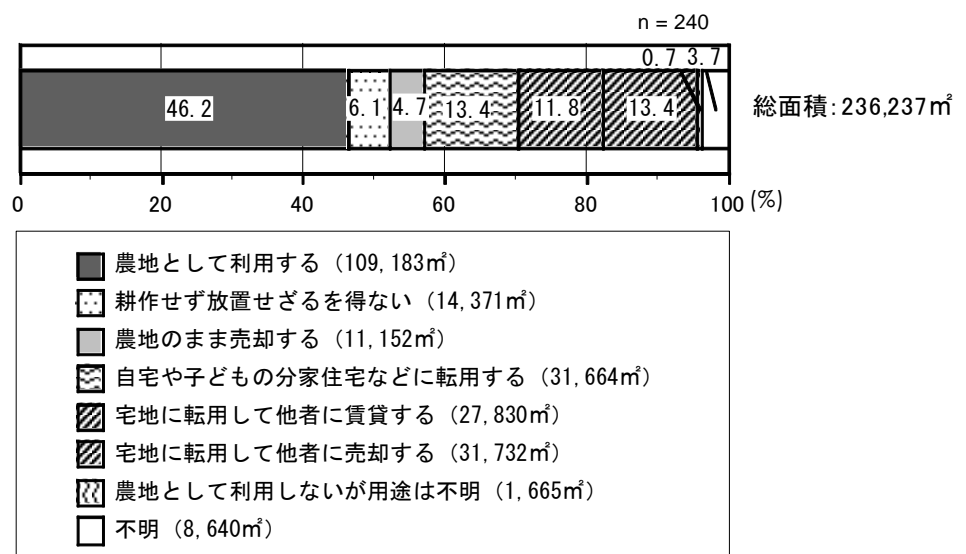 n = 240
0.7 3.7
46.2 6.1 4.7 13.4 11.8 13.4
総面積：236,237㎡
0 20 40 60 80 100 (%)
農地として利用する（109,183㎡）
耕作せず放置せざるを得ない（14,371㎡）
農地のまま売却する（11,152㎡）
自宅や子どもの分家住宅などに転用する（31,664㎡）
宅地に転用して他者に賃貸する（27,830㎡）
宅地に転用して他者に売却する（31,732㎡）
農地として利用しないが用途は不明（1,665㎡）
不明（8,640㎡）